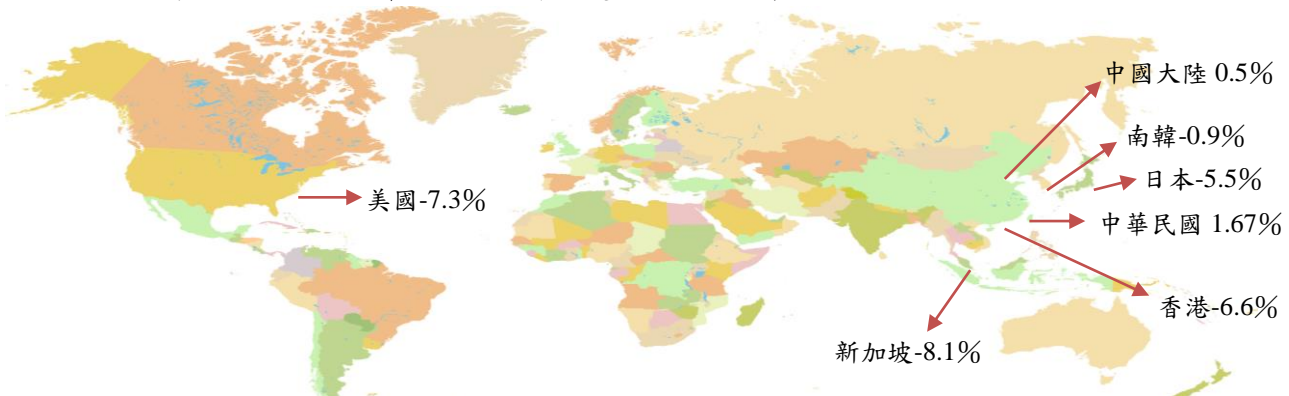 中國大陸 0.5%
南韓-0.9%
日本-5.5%
美國-7.3%
中華民國 1.67%
香港-6.6%
新加坡-8.1%